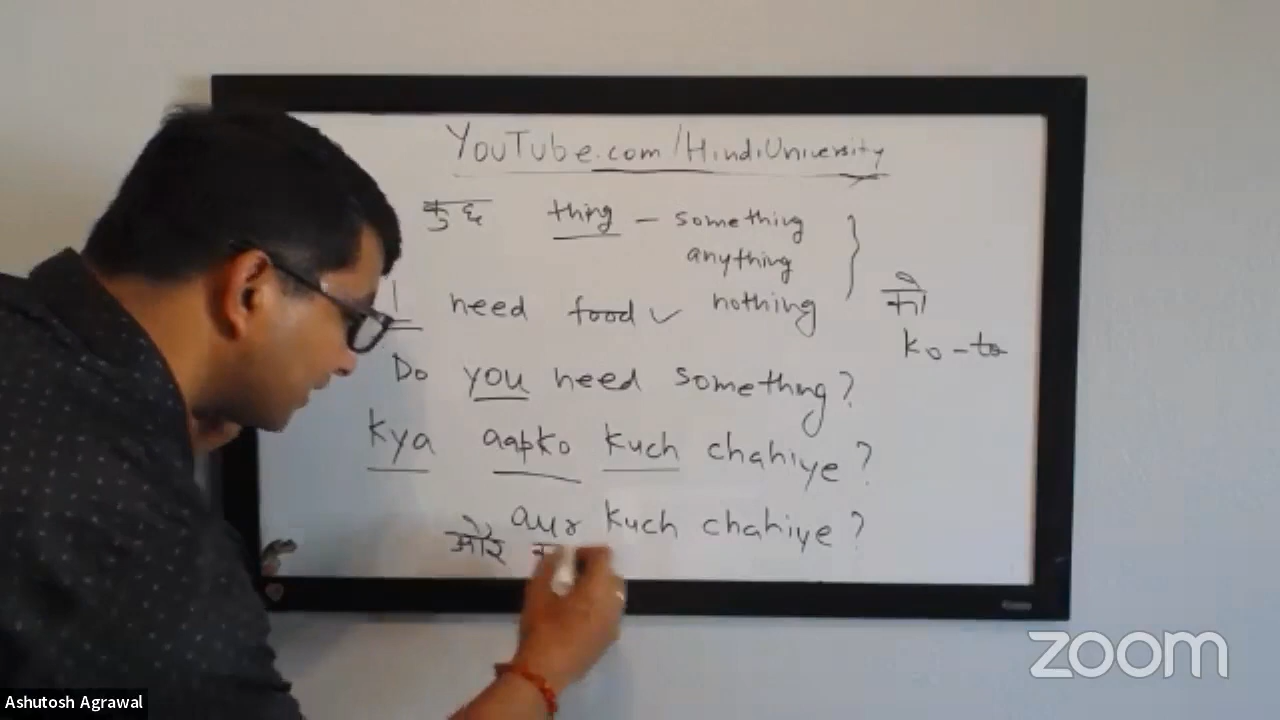 YouTube.com/HindiUniversity
कुछ thing - something
anything
I need food ✓ nothing
को
ko - to
Do you need something?
kya aapko kuch chahiye?
aur kuch chahiye?
और
zoom
Ashutosh Agrawal